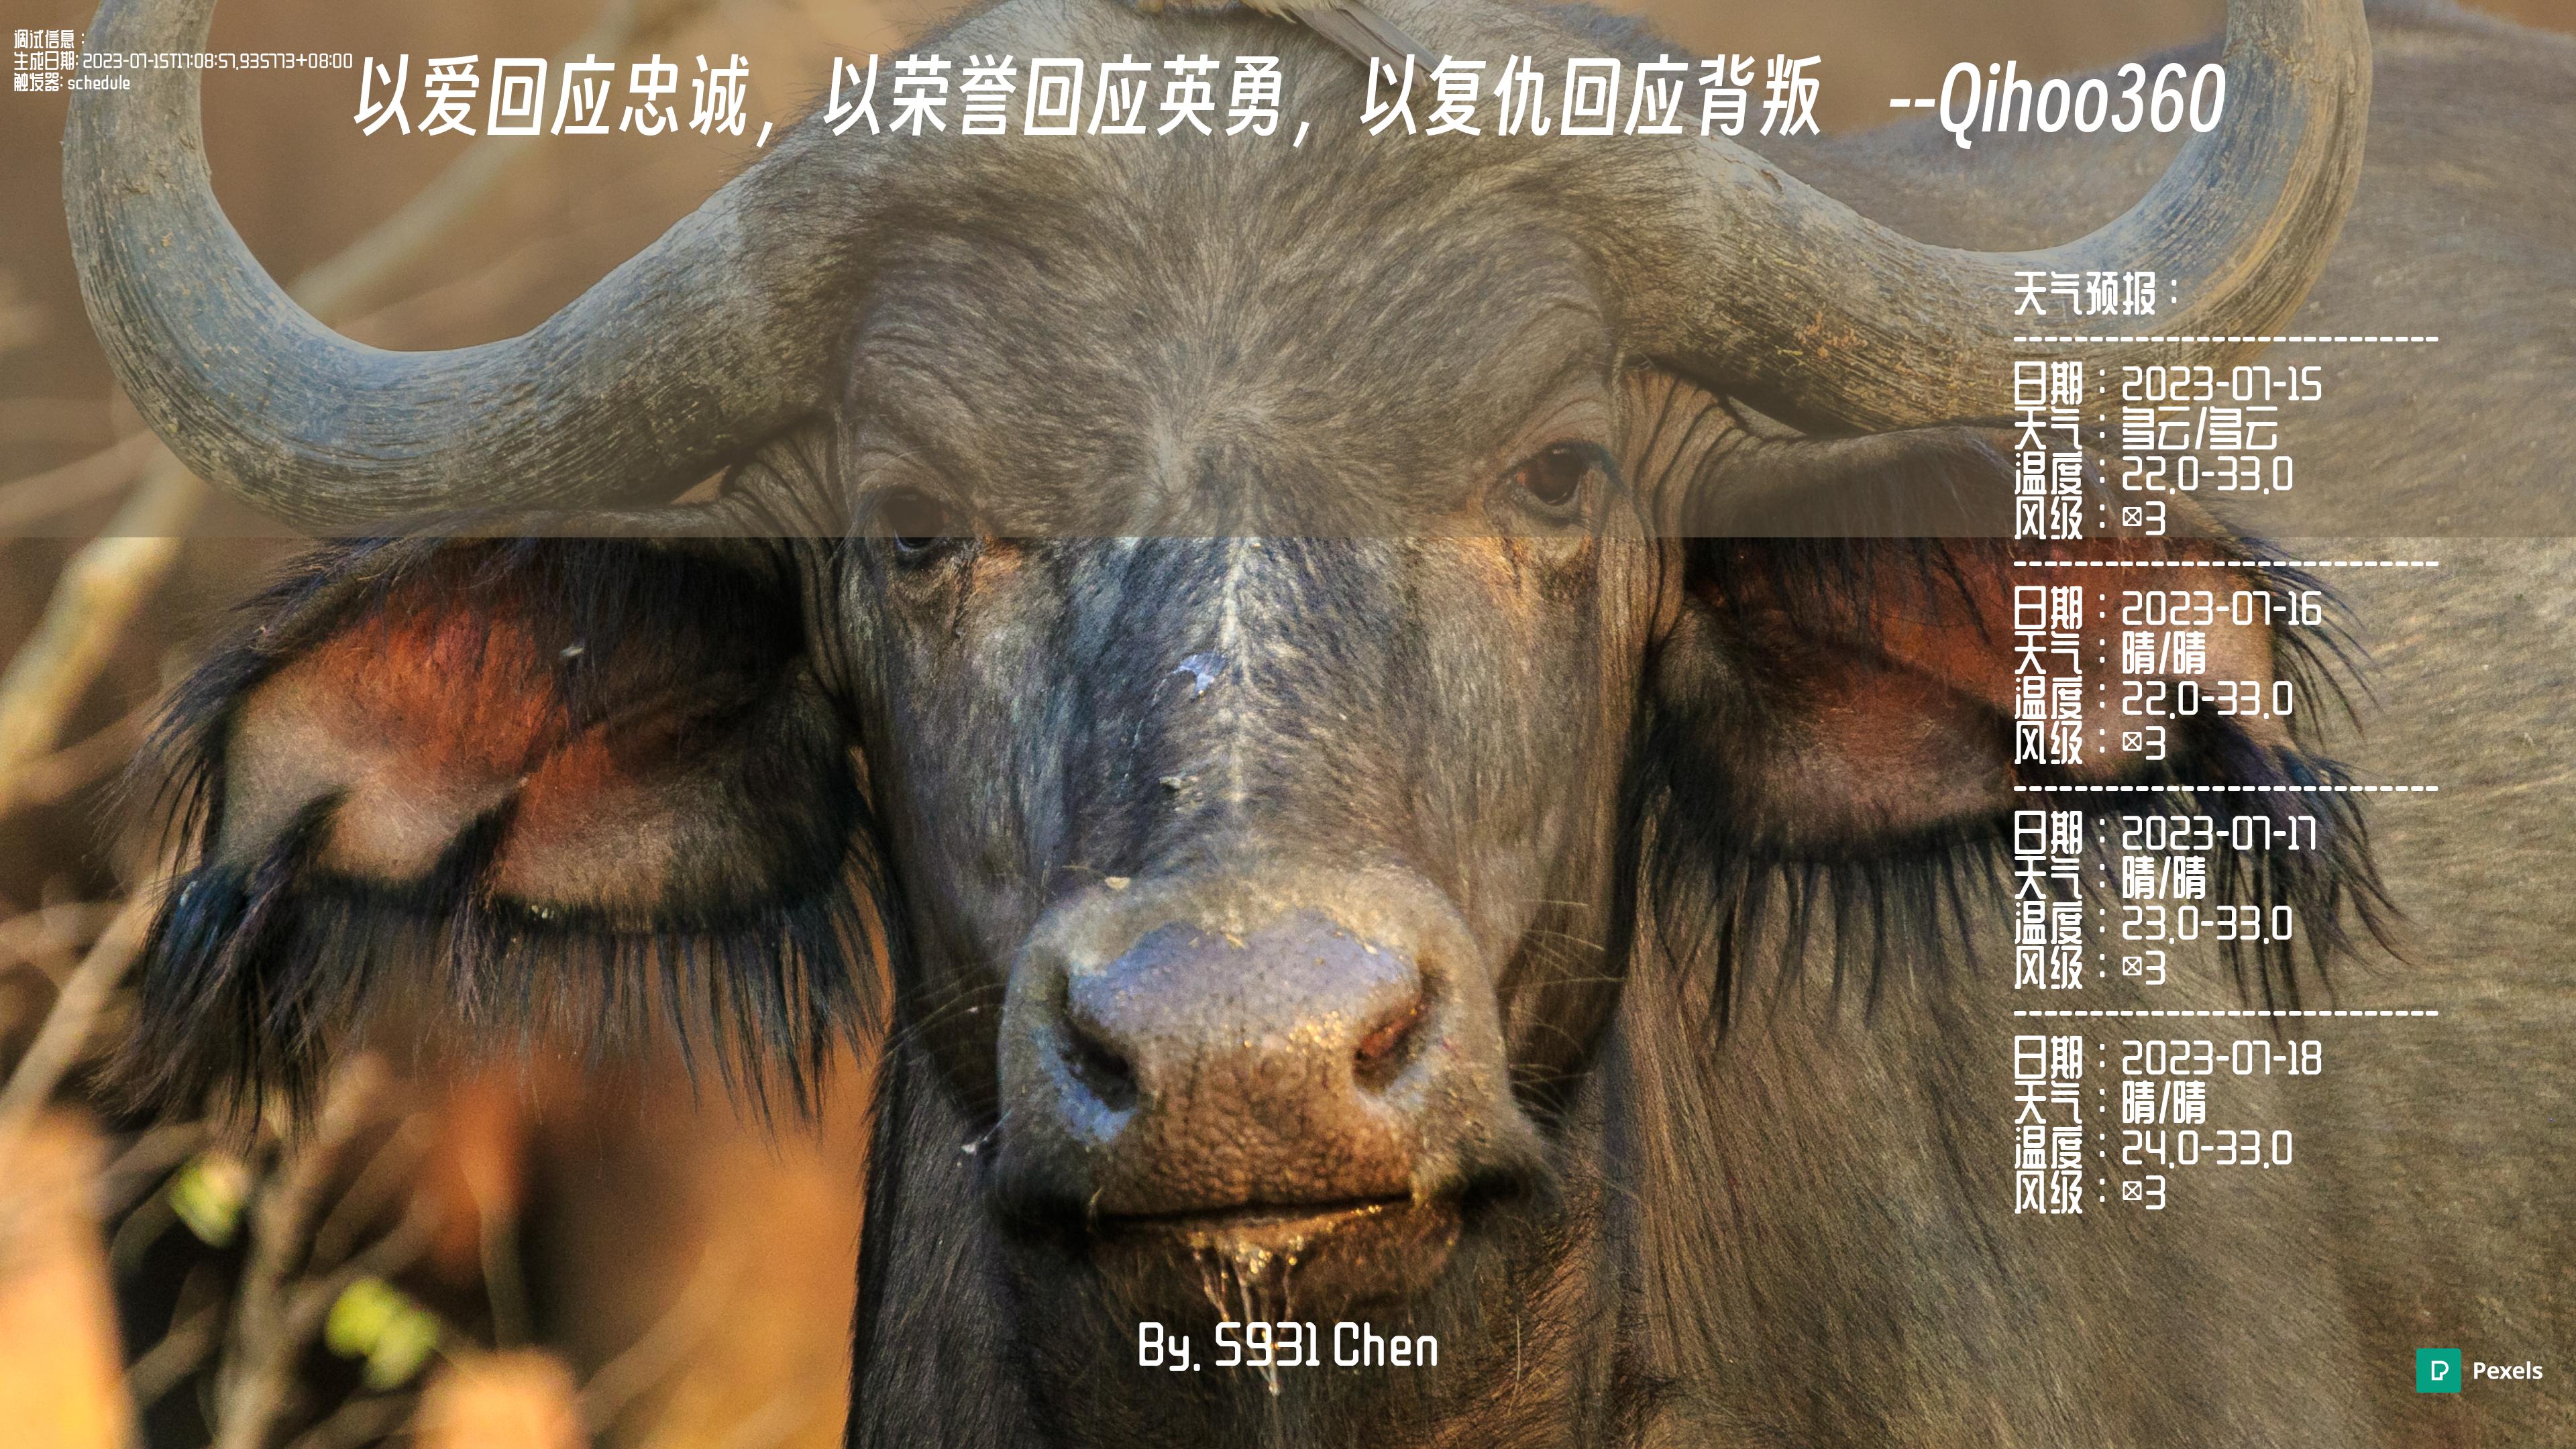 调试信息：
生成日期: 2023-07-15T17:08:57.935773+08:00
触发器: schedule
以爱回应忠诚，以荣誉回应英勇，以复仇回应背叛 --Qihoo360
天气预报：
----------------------------
日期：2023-07-15
天气：多云/多云
温度：22.0-33.0
风级：☒3
----------------------------
日期：2023-07-16
天气：晴/晴
温度：22.0-33.0
风级：☒3
----------------------------
日期：2023-07-17
天气：晴/晴
温度：23.0-33.0
风级：☒3
----------------------------
日期：2023-07-18
天气：晴/晴
温度：24.0-33.0
风级：☒3
By. S931 Chen
Pexels